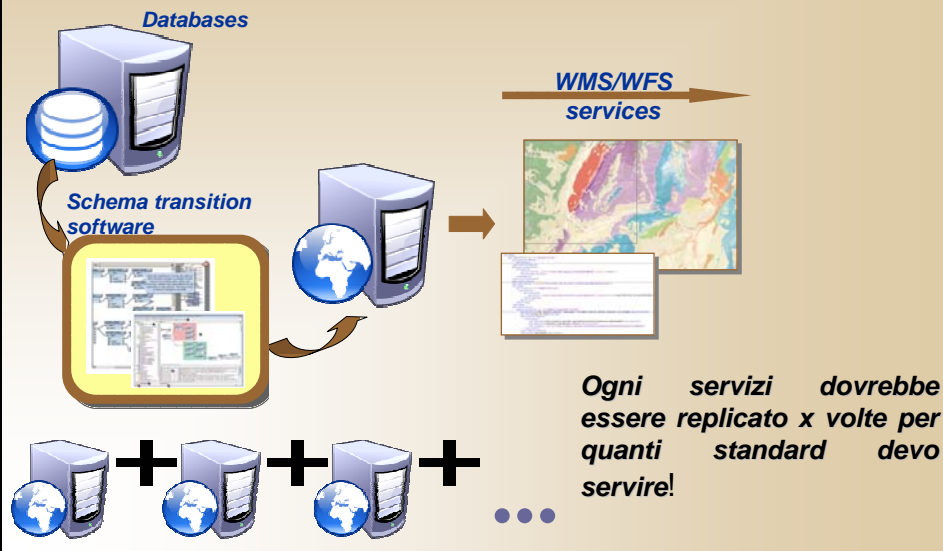 Databases
WMS/WFS
services
Schema transition
software
Ogni servizi dovrebbe
essere replicato x volte per
quanti standard devo
servire!